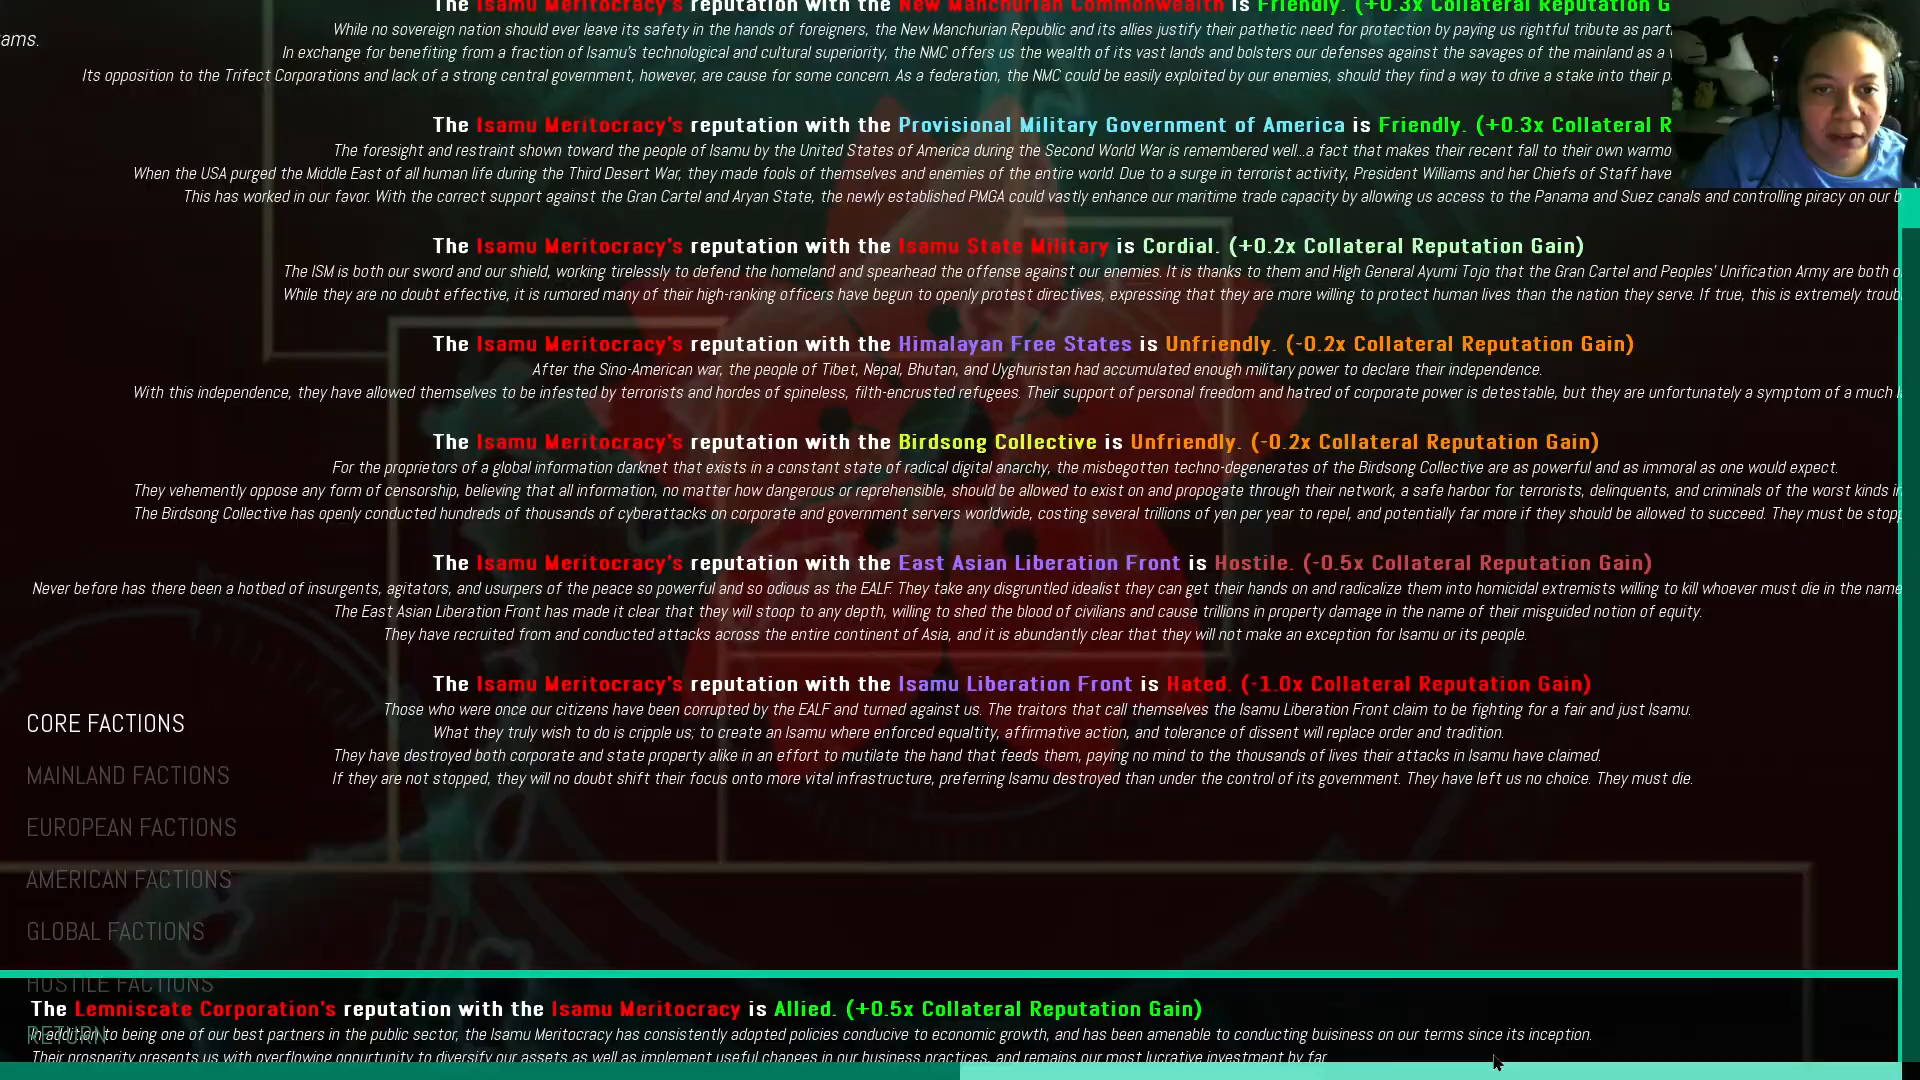 The Isamu Meritocracy's reputation with the New Manchurian Commonwealth is Friendly. (+0.3x Collateral Reputation G
While no sovereign nation should ever leave its safety in the hands of foreigners, the New Manchurian Republic and its allies justify their pathetic need for protection by paying us rightful tribute as part
ams.
In exchange for benefiting from a fraction of Isamu's technological and cultural superiority, the NMC offers us the wealth of its vast lands and bolsters our defenses against the savages of the mainland as a
Its opposition to the Trifect Corporations and lack of a strong central government, however, are cause for some concern. As a federation, the NMC could be easily exploited by our enemies, should they find a way to drive a stake into their p
The Isamu Meritocracy's reputation with the Provisional Military Government of America is Friendly. (+0.3x Collateral R
The foresight and restraint shown toward the people of Isamu by the United States of America during the Second World War is remembered well...a fact that makes their recent fall to their own warmo
When the USA purged the Middle East of all human life during the Third Desert War, they made fools of themselves and enemies of the entire world. Due to a surge in terrorist activity, President Williams and her Chiefs of Staff have
This has worked in our favor. With the correct support against the Gran Cartel and Aryan State, the newly established PMGA could vastly enhance our maritime trade capacity by allowing us access to the Panama and Suez canals and controlling piracy on our b
The Isamu Meritocracy's reputation with the Isamu State Military is Cordial. (+0.2x Collateral Reputation Gain)
The ISM is both our sword and our shield, working tirelessly to defend the homeland and spearhead the offense against our enemies. It is thanks to them and High General Ayumi Tojo that the Gran Cartel and Peoples' Unification Army are both o
While they are no doubt effective, it is rumored many of their high-ranking officers have begun to openly protest directives, expressing that they are more willing to protect human lives than the nation they serve. If true, this is extremely troub
The Isamu Meritocracy's reputation with the Himalayan Free States is Unfriendly. (-0.2x Collateral Reputation Gain)
After the Sino-American war, the people of Tibet, Nepal, Bhutan, and Uyghuristan had accumulated enough military power to declare their independence.
With this independence, they have allowed themselves to be infested by terrorists and hordes of spineless, filth-encrusted refugees. Their support of personal freedom and hatred of corporate power is detestable, but they are unfortunately a symptom of a much
The Isamu Meritocracy's reputation with the Birdsong Collective is Unfriendly. (-0.2x Collateral Reputation Gain)
For the proprietors of a global information darknet that exists in a constant state of radical digital anarchy, the misbegotten techno-degenerates of the Birdsong Collective are as powerful and as immoral as one would expect.
They vehemently oppose any form of censorship, believing that all information, no matter how dangerous or reprehensible, should be allowed to exist on and propogate through their network, a safe harbor for terrorists, delinquents, and criminals of the worst kinds i
The Birdsong Collective has openly conducted hundreds of thousands of cyberattacks on corporate and government servers worldwide, costing several trillions of yen per year to repel, and potentially far more if they should be allowed to succeed. They must be stopp
The Isamu Meritocracy's reputation with the East Asian Liberation Front is Hostile. (-0.5x Collateral Reputation Gain)
Never before has there been a hotbed of insurgents, agitators, and usurpers of the peace so powerful and so odious as the EALF. They take any disgruntled idealist they can get their hands on and radicalize them into homicidal extremists willing to kill whoever must die in the name
The East Asian Liberation Front has made it clear that they will stoop to any depth, willing to shed the blood of civilians and cause trillions in property damage in the name of their misguided notion of equity.
They have recruited from and conducted attacks across the entire continent of Asia, and it is abundantly clear that they will not make an exception for Isamu or its people.
The Isamu Meritocracy's reputation with the Isamu Liberation Front is Hated. (-1.0x Collateral Reputation Gain)
Those who were once our citizens have been corrupted by the EALF and turned against us. The traitors that call themselves the Isamu Liberation Front claim to be fighting for a fair and just Isamu.
What they truly wish to do is cripple us; to create an Isamu where enforced equaltity, affirmative action, and tolerance of dissent will replace order and tradition.
They have destroyed both corporate and state property alike in an effort to mutilate the hand that feeds them, paying no mind to the thousands of lives their attacks in Isamu have claimed.
If they are not stopped, they will no doubt shift their focus onto more vital infrastructure, preferring Isamu destroyed than under the control of its government. They have left us no choice. They must die.
CORE FACTIONS
MAINLAND FACTIONS
EUROPEAN FACTIONS
AMERICAN FACTIONS
GLOBAL FACTIONS
HOSTILE FACTIONS
RETURN
The Lemniscate Corporation's reputation with the Isamu Meritocracy is Allied. (+0.5x Collateral Reputation Gain)
In addition to being one of our best partners in the public sector, the Isamu Meritocracy has consistently adopted policies conducive to economic growth, and has been amenable to conducting buisiness on our terms since its inception.
Their prosperity presents us with overflowing opportunity to diversify our assets as well as implement useful changes in our business practices, and remains our most lucrative investment by far